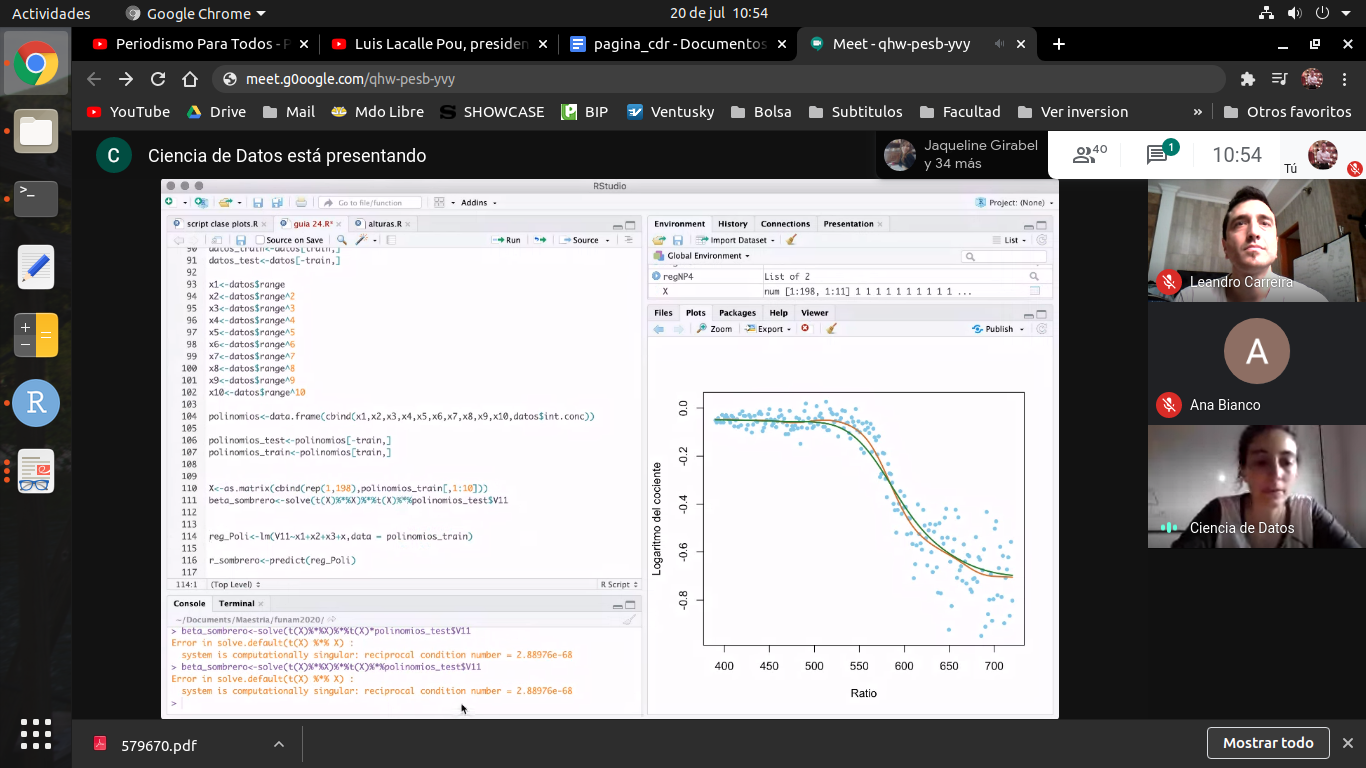 Actividades
Google Chrome
20 de jul 10:54
Periodismo Para Todos - P
Luis Lacalle Pou, presiden
pagina_cdr - Documentos
Meet - qhw-pesb-yvy
meet.g0oogle.com/qhw-pesb-yvy
YouTube
Drive
Mail
Mdo Libre
SHOWCASE
BIP
Ventusky
Bolsa
Subtitulos
Facultad
Ver inversion
»
Otros favoritos
C
Ciencia de Datos está presentando
Jaqueline Girabel
y 34 más
40
1
10:54
Tú
RStudio
Go to file/function
Addins
Project: (None)
script clase plots.R
guia 24.R*
alturas.R
Source on Save
Run
Source
90 datos_train<-datos[train,]
91 datos_test<-datos[-train,]
92
93 x1<-datos$range
94 x2<-datos$range^2
95 x3<-datos$range^3
96 x4<-datos$range^4
97 x5<-datos$range^5
98 x6<-datos$range^6
99 x7<-datos$range^7
100 x8<-datos$range^8
101 x9<-datos$range^9
102 x10<-datos$range^10
103
104 polinomios<-data.frame(cbind(x1,x2,x3,x4,x5,x6,x7,x8,x9,x10,datos$int.conc))
105
106 polinomios_test<-polinomios[-train,]
107 polinomios_train<-polinomios[train,]
108
109
110 X<-as.matrix(cbind(rep(1,198),polinomios_train[,1:10]))
111 beta_sombrero<-solve(t(X)%*%X)%*%t(X)%*%polinomios_test$V11
112
113
114 reg_Poli<-lm(V11~x1+x2+x3+x,data = polinomios_train)
115
116 r_sombrero<-predict(reg_Poli)
117
114:1
(Top Level)
R Script
Console
Terminal
~/Documents/Maestria/funam2020/
> beta_sombrero<-solve(t(X)%*%X)%*%t(X)*polinomios_test$V11
Error in solve.default(t(X) %*% X) :
system is computationally singular: reciprocal condition number = 2.88976e-68
> beta_sombrero<-solve(t(X)%*%X)%*%t(X)%*%polinomios_test$V11
Error in solve.default(t(X) %*% X) :
system is computationally singular: reciprocal condition number = 2.88976e-68
>
Environment
History
Connections
Presentation
Import Dataset
List
Global Environment
regNP4
List of 2
X
num [1:198, 1:11] 1 1 1 1 1 1 1 1 1 1 ...
Files
Plots
Packages
Help
Viewer
Zoom
Export
Publish
0.0
-0.2
-0.4
-0.6
-0.8
Logaritmo del cociente
400 450 500 550 600 650 700
Ratio
Leandro Carreira
A
Ana Bianco
Ciencia de Datos
579670.pdf
Mostrar todo